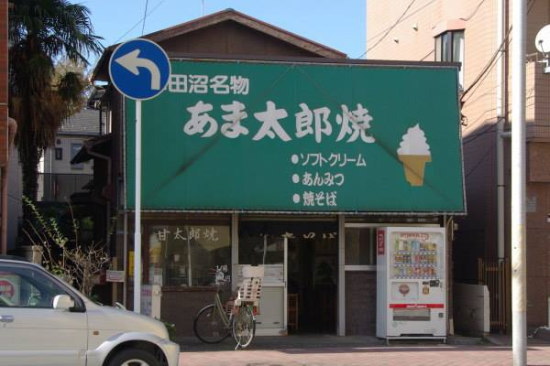 田沼名物
あま太郎焼
●ソフトクリーム
●あんみつ
●焼そば
甘太郎焼